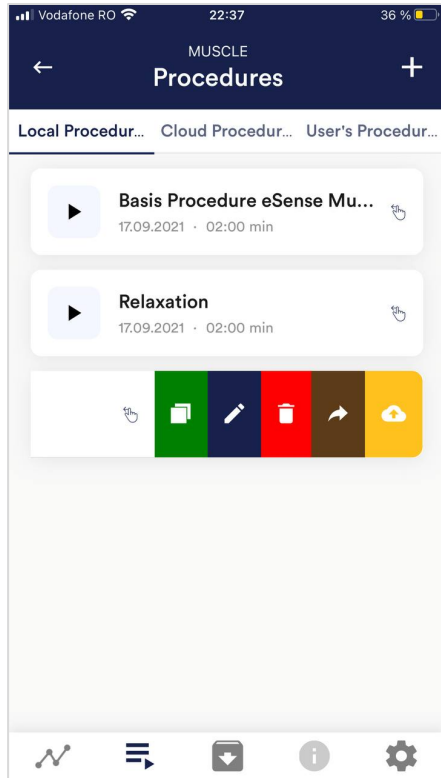 Vodafone RO 22:37 36 %
MUSCLE
Procedures
Local Procedur... Cloud Procedur... User's Procedur...
Basis Procedure eSense Mu...
17.09.2021 · 02:00 min
Relaxation
17.09.2021 · 02:00 min